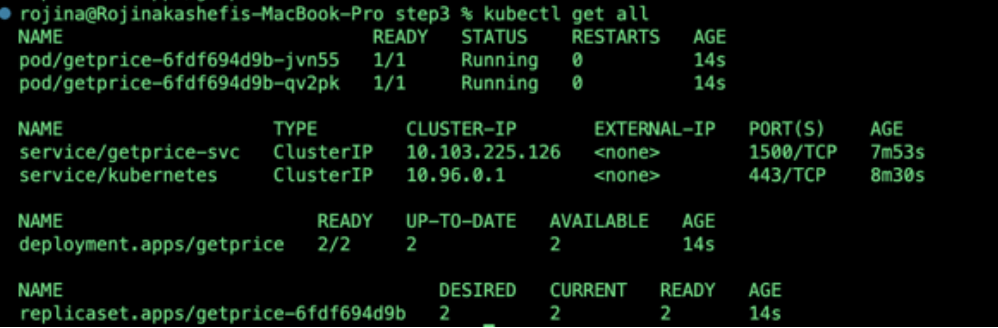 rojina@Rojinakashefis-MacBook-Pro step3 % kubectl get all
NAME READY STATUS RESTARTS AGE
pod/getprice-6fdf694d9b-jvn55 1/1 Running 0 14s
pod/getprice-6fdf694d9b-qv2pk 1/1 Running 0 14s
NAME TYPE CLUSTER-IP EXTERNAL-IP PORT(S) AGE
service/getprice-svc ClusterIP 10.103.225.126 <none> 1500/TCP 7m53s
service/kubernetes ClusterIP 10.96.0.1 <none> 443/TCP 8m30s
NAME READY UP-TO-DATE AVAILABLE AGE
deployment.apps/getprice 2/2 2 2 14s
NAME DESIRED CURRENT READY AGE
replicaset.apps/getprice-6fdf694d9b 2 2 2 14s